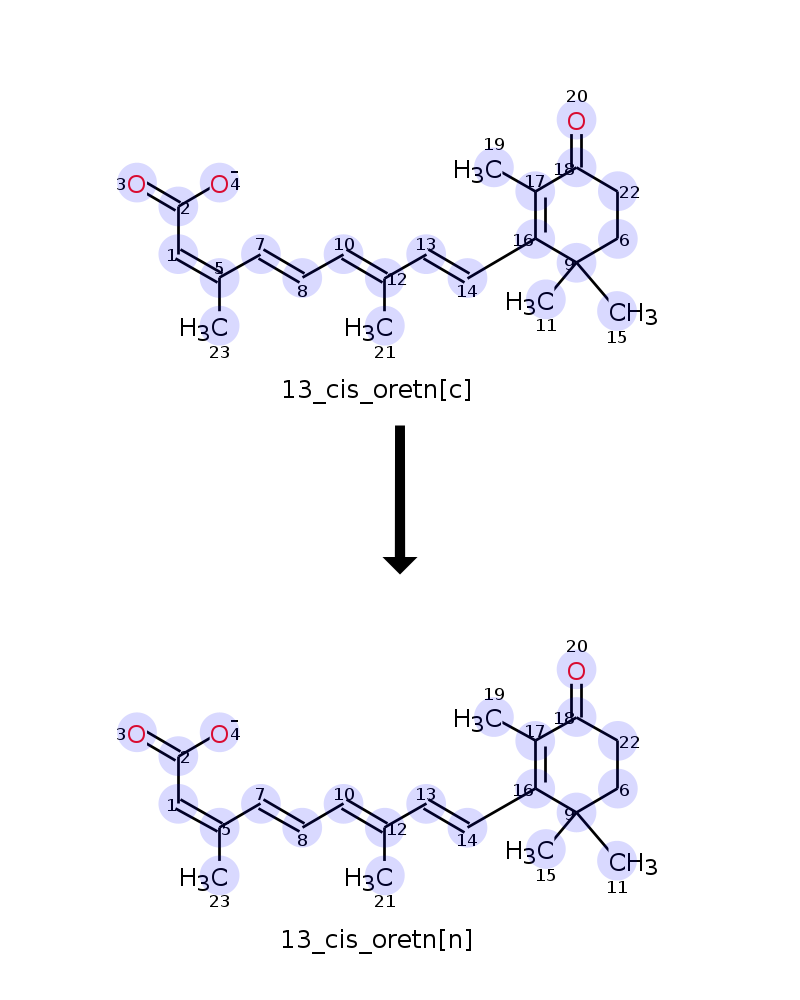 20
O
19
H3C 17 18
3 O O- 4
2 22
1 5 7 10 13 16 9 6
8 12 14
H3C 11 CH3 15
H3C 23
H3C 21
13_cis_oretn[c]
20
O
19
H3C 17 18
3 O O- 4
2 22
1 5 7 10 13 16 9 6
8 12 14
H3C 15 CH3 11
H3C 23
H3C 21
13_cis_oretn[n]